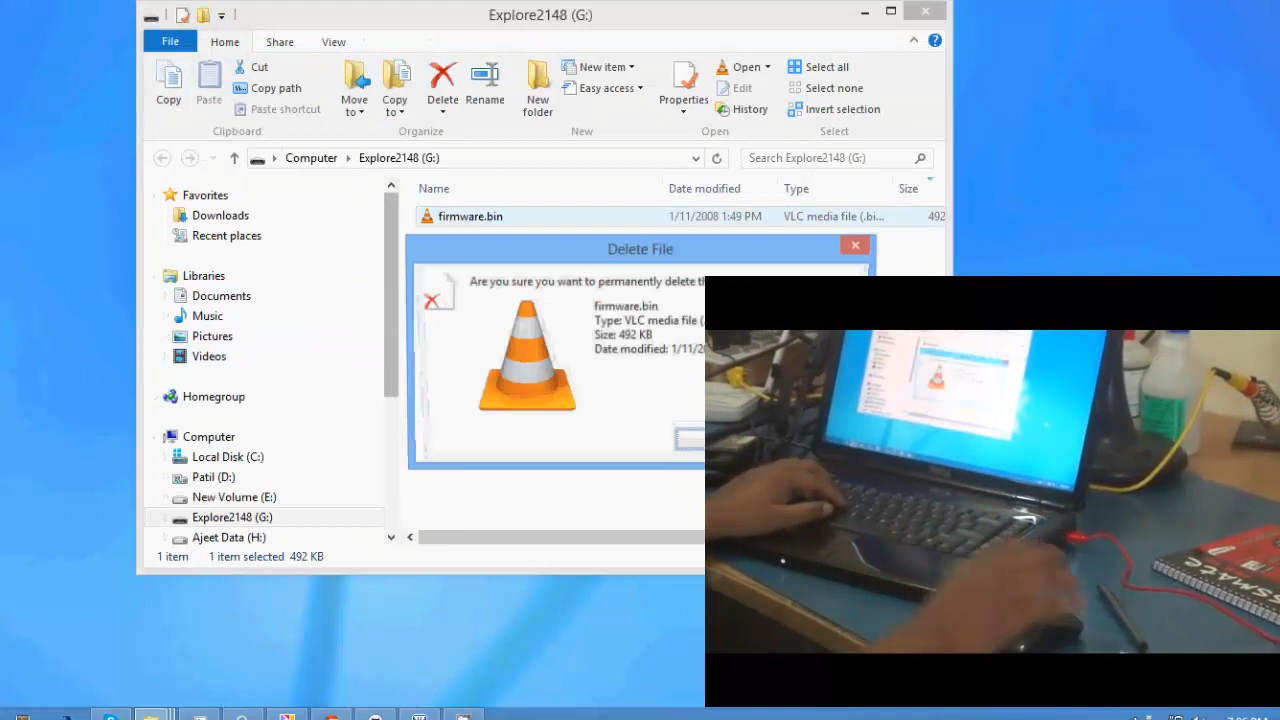 Explore2148 (G:)
File Home Share View
Copy Paste Cut Copy path Paste shortcut Clipboard
Move to Copy to Delete Rename Organize
New folder New item Easy access New
Properties Open Edit History Open
Select all Select none Invert selection Select
Computer Explore2148 (G:) Search Explore2148 (G:)
Name Date modified Type Size
firmware.bin 1/11/2008 1:49 PM VLC media file (.bi... 492
Favorites
Downloads
Recent places
Libraries
Documents
Music
Pictures
Videos
Homegroup
Computer
Local Disk (C:)
Patil (D:)
New Volume (E:)
Explore2148 (G:)
Ajeet Data (H:)
Delete File
Are you sure you want to permanently delete th
firmware.bin
Type: VLC media file (.
Size: 492 KB
Date modified: 1/11/
1 item 1 item selected 492 KB
SSMATE